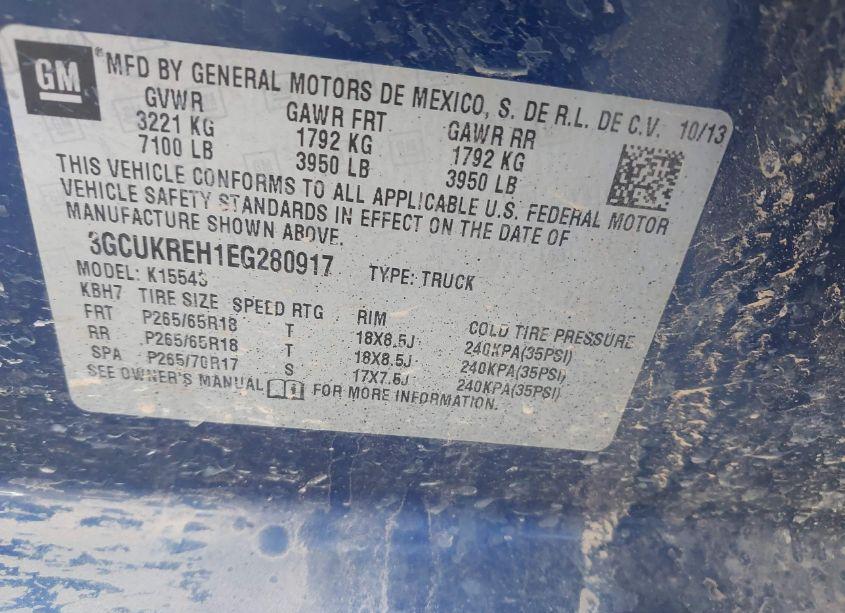 GM
®MFD BY GENERAL MOTORS DE MEXICO, S. DE R.L. DE C.V. 10/13
GVWR GAWR FRT GAWR RR
3221 KG 1792 KG 1792 KG
7100 LB 3950 LB 3950 LB
THIS VEHICLE CONFORMS TO ALL APPLICABLE U.S. FEDERAL MOTOR
VEHICLE SAFETY STANDARDS IN EFFECT ON THE DATE OF
MANUFACTURE SHOWN ABOVE.
3GCUKREH1EG280917 TYPE: TRUCK
MODEL: K15543
KBH7 TIRE SIZE SPEED RTG RIM COLD TIRE PRESSURE
FRT P265/65R18 T 18X8.5J 240KPA(35PSI)
RR P265/65R18 T 18X8.5J 240KPA(35PSI)
SPA P265/70R17 S 17X7.5J 240KPA(35PSI)
SEE OWNER'S MANUAL FOR MORE INFORMATION.